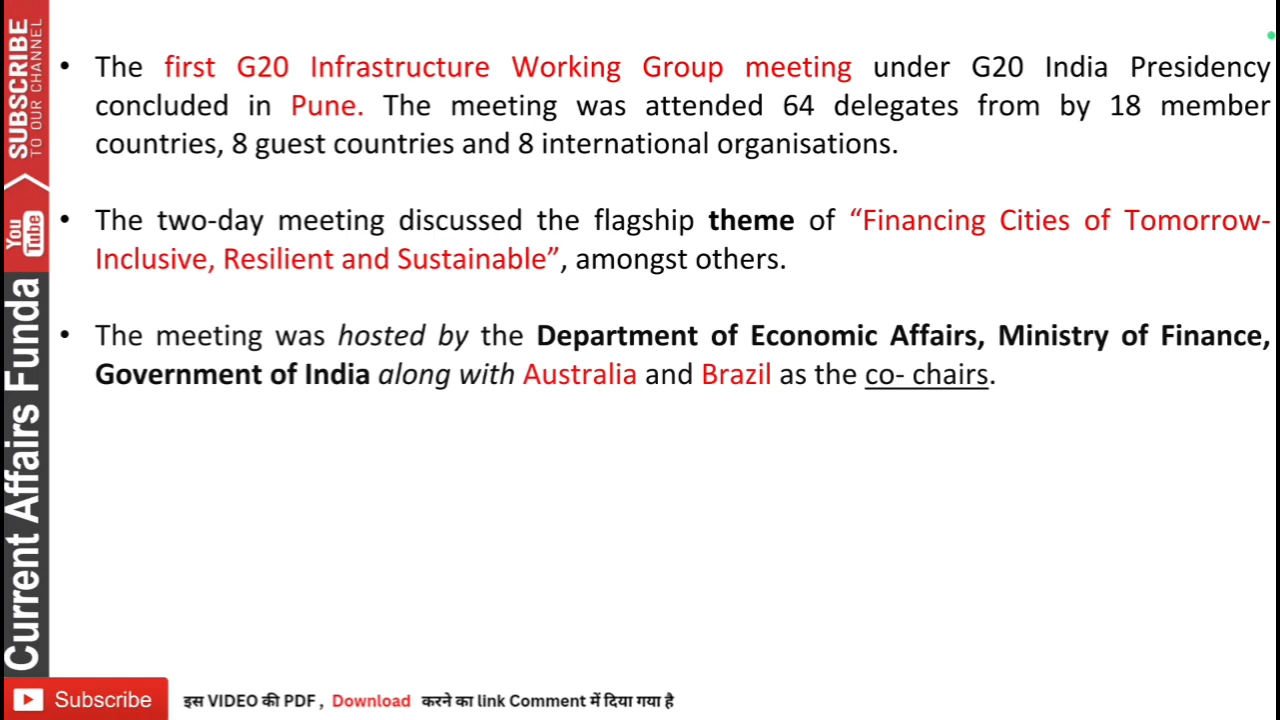 • The first G20 Infrastructure Working Group meeting under G20 India Presidency
concluded in Pune. The meeting was attended 64 delegates from by 18 member
countries, 8 guest countries and 8 international organisations.
• The two-day meeting discussed the flagship theme of “Financing Cities of Tomorrow-
Inclusive, Resilient and Sustainable”, amongst others.
• The meeting was hosted by the Department of Economic Affairs, Ministry of Finance,
Government of India along with Australia and Brazil as the co- chairs.
SUBSCRIBE
TO OUR CHANNEL
You
Tube
Current Affairs Funda
Subscribe
इस VIDEO की PDF , Download करने का link Comment में दिया गया है